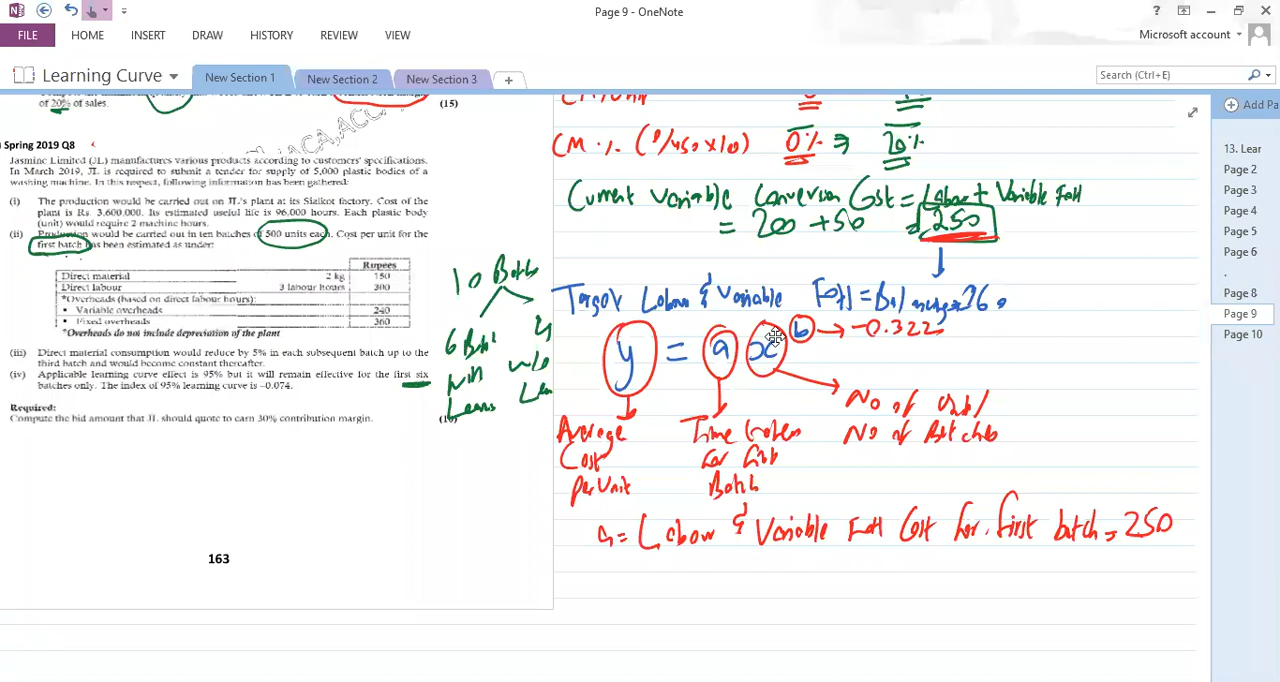 Page 9 - OneNote
FILE HOME INSERT DRAW HISTORY REVIEW VIEW
Microsoft account
Learning Curve New Section 1 New Section 2 New Section 3
Search (Ctrl+E)
Add Pa
of 20% of sales. (15)
Spring 2019 Q8
Jasmine Limited (JL) manufactures various products according to customers' specifications.
In March 2019, JL is required to submit a tender for supply of 5,000 plastic bodies of a
washing machine. In this respect, following information has been gathered:
(i) The production would be carried out on JL's plant at its Sialkot factory. Cost of the
plant is Rs. 3,600,000. Its estimated useful life is 96,000 hours. Each plastic body
(unit) would require 2 machine hours.
(ii) Production would be carried out in ten batches of 500 units each. Cost per unit for the
first batch has been estimated as under:
Rupees
Direct material 2 kg 150
Direct labour 3 labour hours 300
*Overheads (based on direct labour hours):
• Variable overheads 240
• Fixed overheads 360
*Overheads do not include depreciation of the plant
(iii) Direct material consumption would reduce by 5% in each subsequent batch up to the
third batch and would become constant thereafter.
(iv) Applicable learning curve effect is 95% but it will remain effective for the first six
batches only. The index of 95% learning curve is -0.074.
Required:
Compute the bid amount that JL should quote to earn 30% contribution margin. (10)
163
CM/Unit 0
CM % 0% ⇒ 20%
Current Variable Conversion Cost = Labour + Variable FOH
= 200 + 50 = 250
Target Labour & Variable FOH = Bal
y = a x b → -0.322
Average
Cost
per Unit
Time taken
for first
Batch
No of Unit/
No of Batches
a = Labour & Variable FOH Cost for first batch = 250
10 Batch
13. Lear
Page 2
Page 3
Page 4
Page 5
Page 6
.
Page 8
Page 9
Page 10